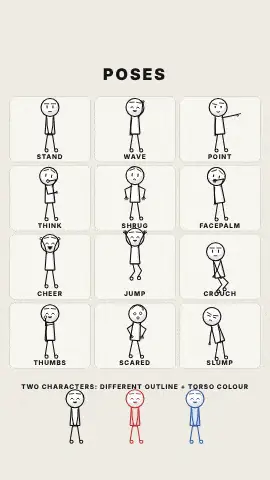 POSES
STAND WAVE POINT
THINK SHRUG FACEPALM
CHEER JUMP CROUCH
THUMBS SCARED SLUMP
TWO CHARACTERS: DIFFERENT OUTLINE + TORSO COLOUR